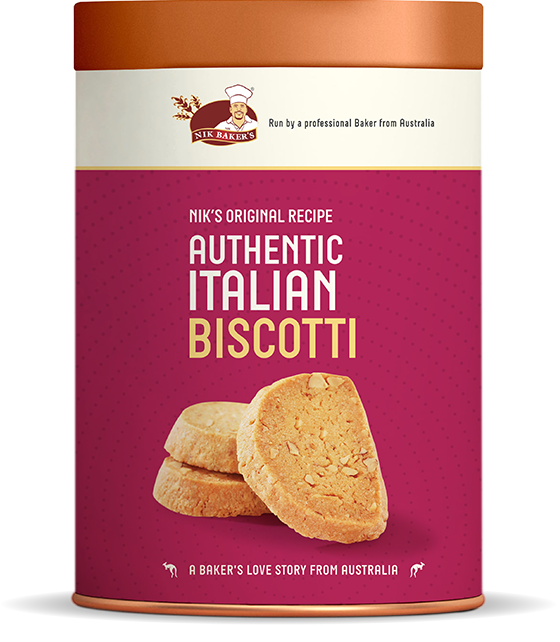 NIK BAKER'S
Run by a professional Baker from Australia
NIK'S ORIGINAL RECIPE
AUTHENTIC
ITALIAN
BISCOTTI
A BAKER'S LOVE STORY FROM AUSTRALIA